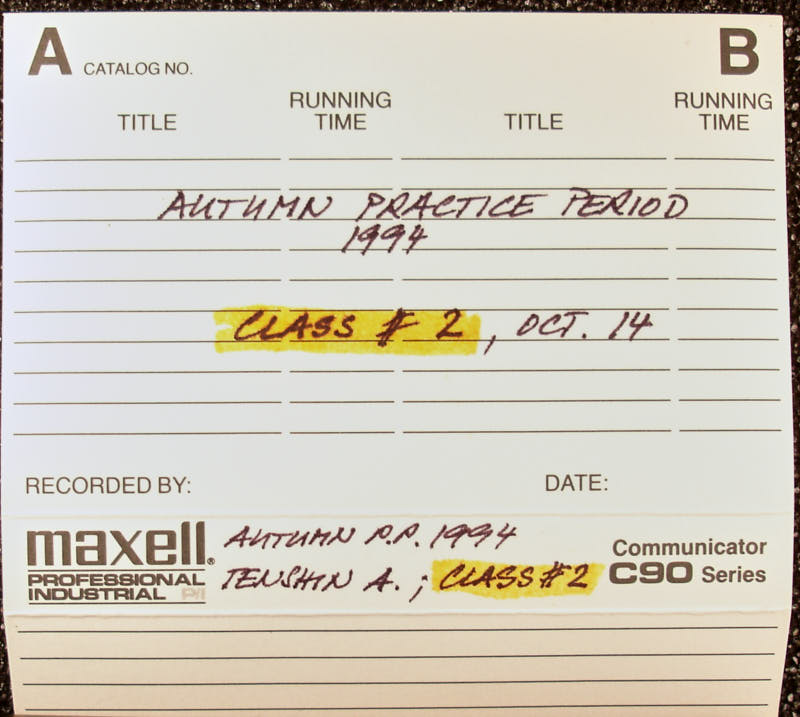 A CATALOG NO. B
TITLE RUNNING TIME TITLE RUNNING TIME
AUTUMN PRACTICE PERIOD
1994
CLASS # 2, OCT. 14
RECORDED BY: DATE:
maxell® AUTUMN P.P. 1994 Communicator
PROFESSIONAL INDUSTRIAL P/I TENSHIN A.; CLASS #2 C90 Series